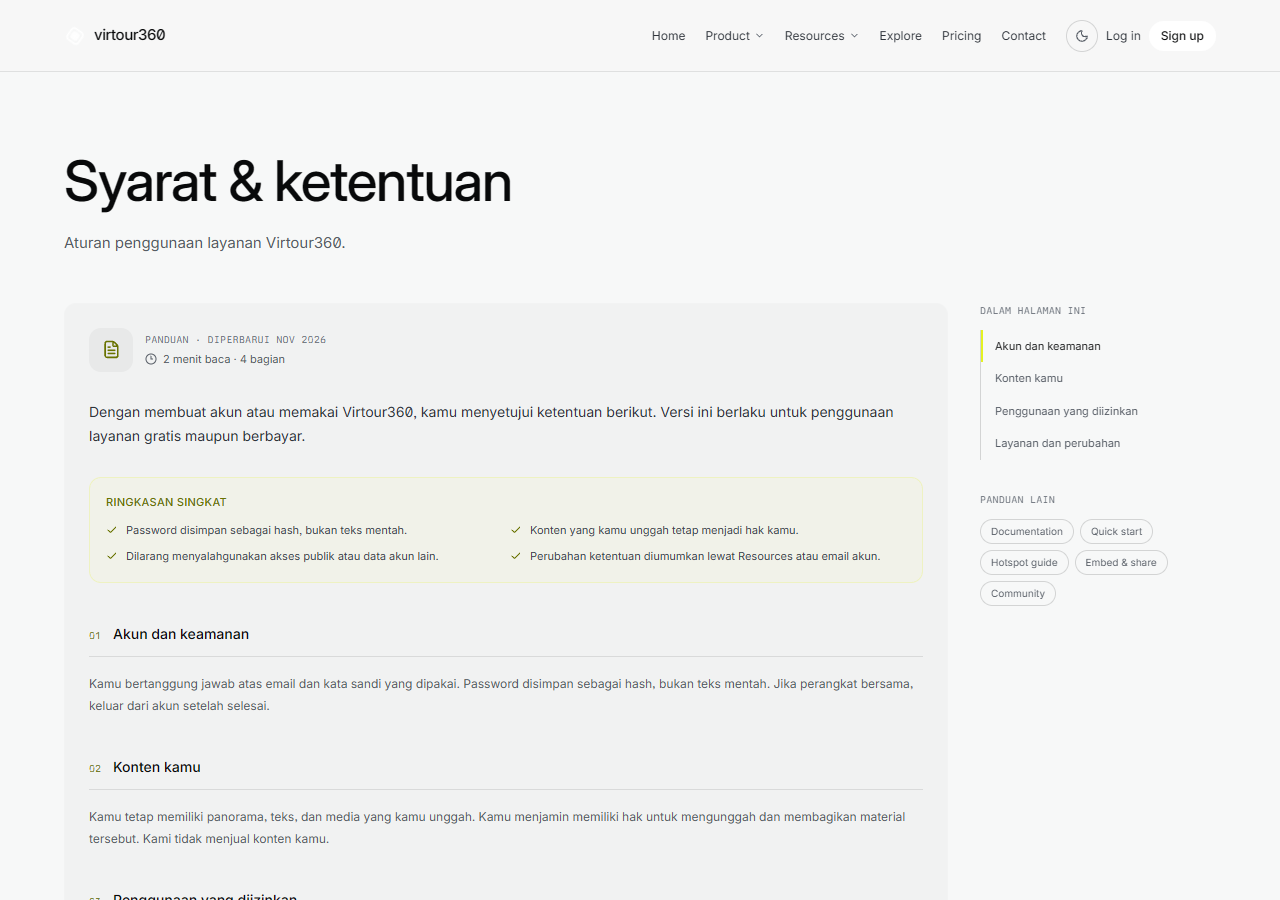 virtour360
Home
Product
Resources
Explore
Pricing
Contact
Log in
Sign up
Syarat & ketentuan
Aturan penggunaan layanan Virtour360.
PANDUAN · DIPERBARUI NOV 2026
2 menit baca · 4 bagian
Dengan membuat akun atau memakai Virtour360, kamu menyetujui ketentuan berikut. Versi ini berlaku untuk penggunaan
layanan gratis maupun berbayar.
RINGKASAN SINGKAT
Password disimpan sebagai hash, bukan teks mentah.
Konten yang kamu unggah tetap menjadi hak kamu.
Dilarang menyalahgunakan akses publik atau data akun lain.
Perubahan ketentuan diumumkan lewat Resources atau email akun.
01 Akun dan keamanan
Kamu bertanggung jawab atas email dan kata sandi yang dipakai. Password disimpan sebagai hash, bukan teks mentah. Jika perangkat bersama,
keluar dari akun setelah selesai.
02 Konten kamu
Kamu tetap memiliki panorama, teks, dan media yang kamu unggah. Kamu menjamin memiliki hak untuk mengunggah dan membagikan material
tersebut. Kami tidak menjual konten kamu.
03 Penggunaan yang diizinkan
DALAM HALAMAN INI
Akun dan keamanan
Konten kamu
Penggunaan yang diizinkan
Layanan dan perubahan
PANDUAN LAIN
Documentation
Quick start
Hotspot guide
Embed & share
Community